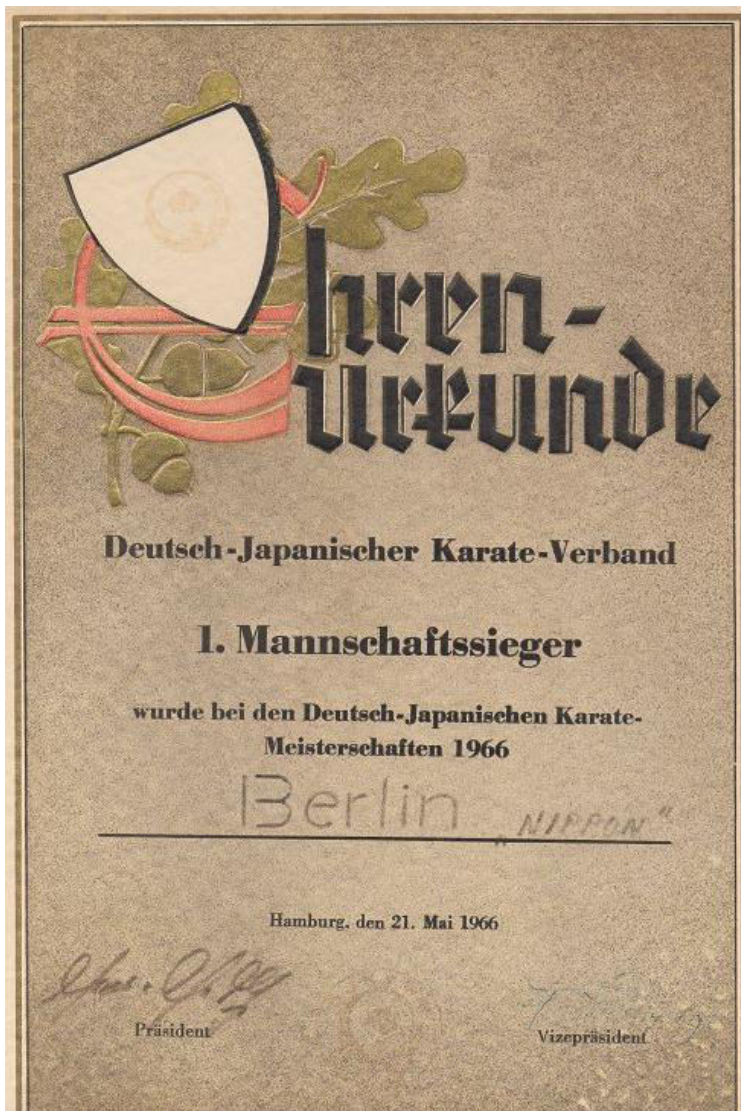 Ehren-
Urkunde
Deutsch-Japanischer Karate-Verband
1. Mannschaftssieger
wurde bei den Deutsch-Japanischen Karate-
Meisterschaften 1966
Berlin „NIPPON"
Hamburg, den 21. Mai 1966
Präsident Vizepräsident